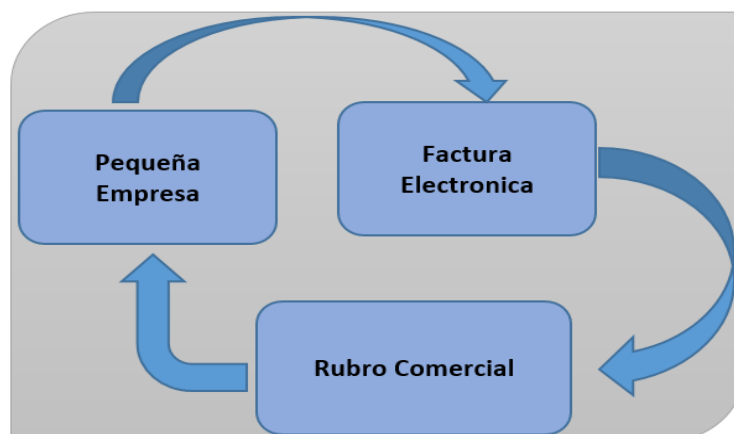 Pequeña
Empresa
Factura
Electronica
Rubro Comercial